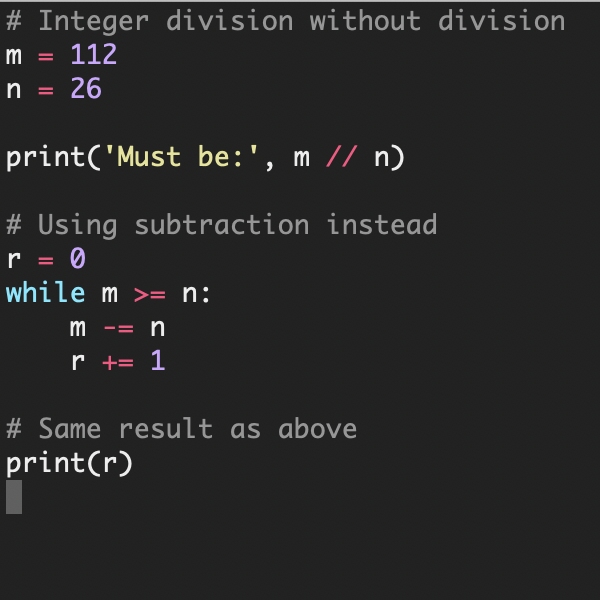 # Integer division without division
m = 112
n = 26

print('Must be:', m // n)

# Using subtraction instead
r = 0
while m >= n:
    m -= n
    r += 1

# Same result as above
print(r)